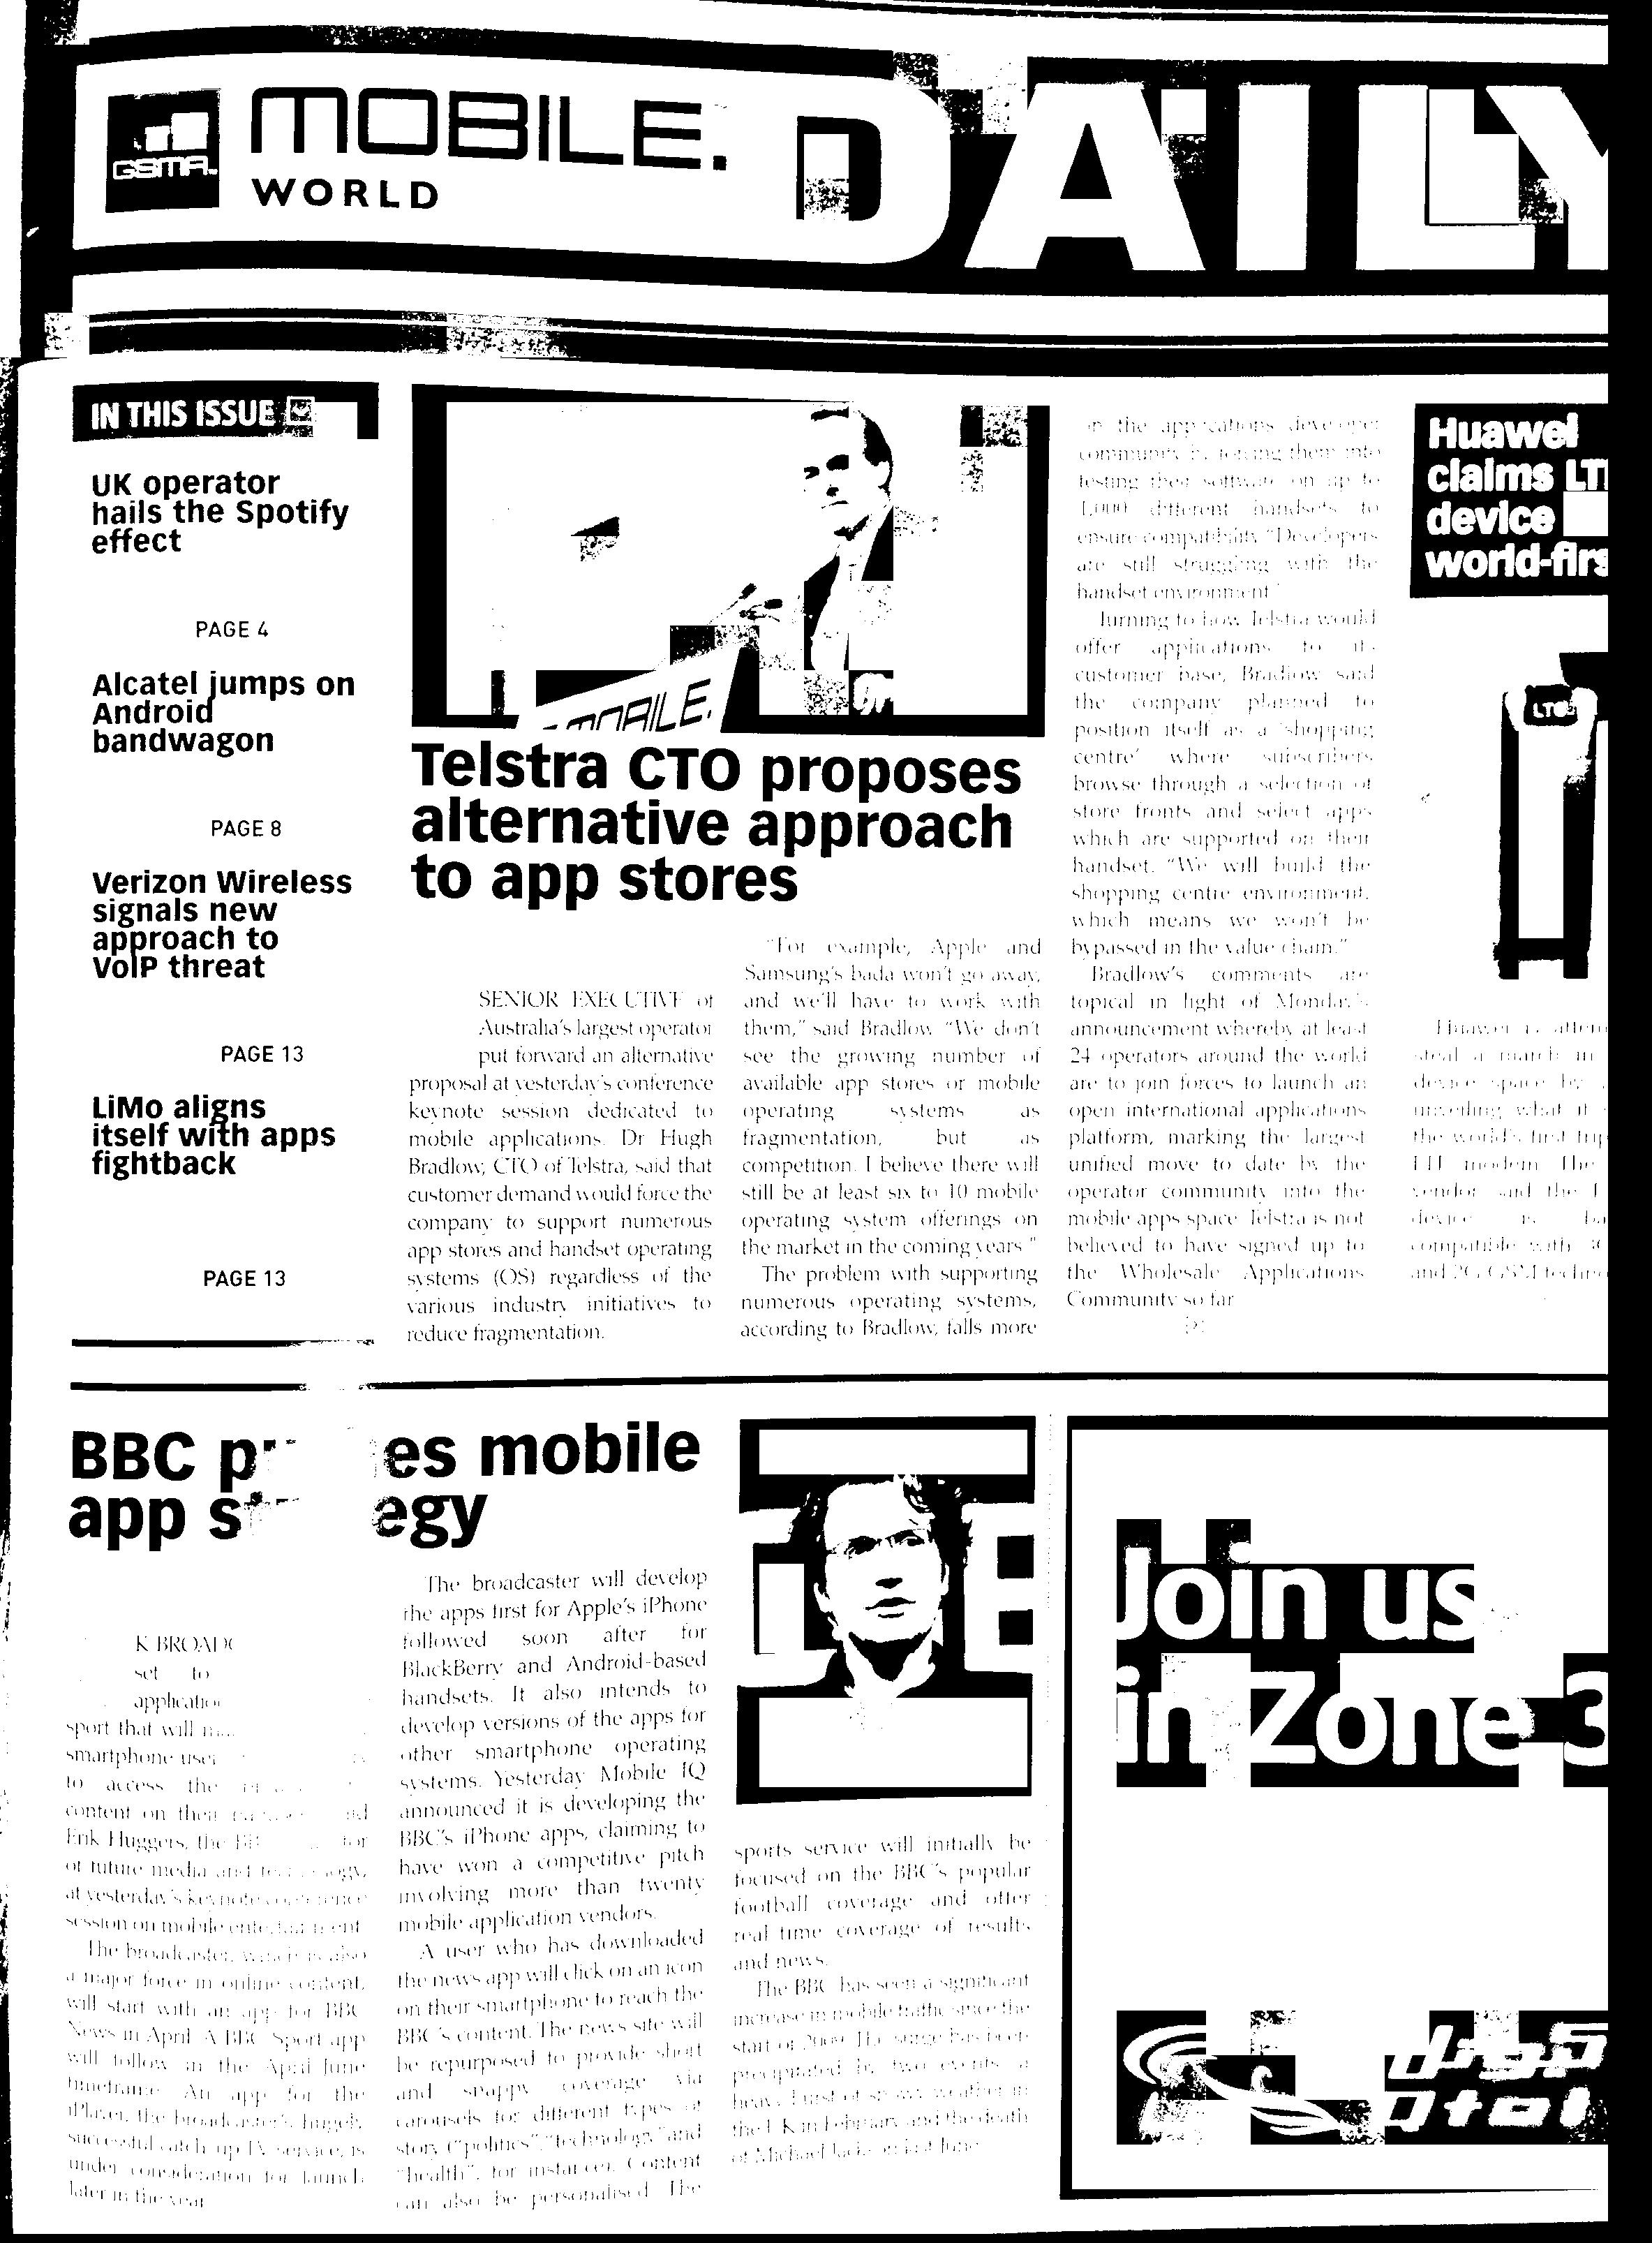 GSMA
MOBILE.
WORLD
DAILY
IN THIS ISSUE
UK operator
hails the Spotify
effect
PAGE 4
Alcatel jumps on
Android
bandwagon
PAGE 8
Verizon Wireless
signals new
approach to
VoIP threat
PAGE 13
LiMo aligns
itself with apps
fightback
PAGE 13
Telstra CTO proposes
alternative approach
to app stores
SENIOR EXECUTIVE of
Australia's largest operator
put forward an alternative
proposal at yesterday's conference
keynote session dedicated to
mobile applications. Dr Hugh
Bradlow, CTO of Telstra, said that
customer demand would force the
company to support numerous
app stores and handset operating
systems (OS) regardless of the
various industry initiatives to
reduce fragmentation.
"For example, Apple and
Samsung's bada won't go away,
and we'll have to work with
them," said Bradlow. "We don't
see the growing number of
available app stores or mobile
operating systems as
fragmentation, but as
competition. I believe there will
still be at least six to 10 mobile
operating system offerings on
the market in the coming years."
The problem with supporting
numerous operating systems,
according to Bradlow, falls more
on the applications developer
community by forcing them into
testing their software on up to
1,000 different handsets to
ensure compatibility. "Developers
are still struggling with the
handset environment."
Turning to how Telstra would
offer applications to its
customer base, Bradlow said
the company planned to
position itself as a 'shopping
centre' where subscribers
browse through a selection of
store fronts and select apps
which are supported on their
handset. "We will build the
shopping centre environment,
which means we won't be
bypassed in the value chain."
Bradlow's comments are
topical in light of Monday's
announcement whereby at least
24 operators around the world
are to join forces to launch an
open international applications
platform, marking the largest
unified move to date by the
operator community into the
mobile apps space. Telstra is not
believed to have signed up to
the Wholesale Applications
Community so far.
Huawei
claims LT
device
world-firs
LTE
Huawei is
steal a march in
device space by
unveiling what it
the world's first
LTE modem. The
vendor said the
device is
compatible with
and 2G GSM
BBC es mobile
app egy
K BROAD
set to
sport that will
smartphone
to access the
content on their
Erik Huggers, the
of future media and technology,
at yesterday's keynote conference
session on mobile entertainment.
The broadcaster, which is also
a major force in online content,
will start with an app for BBC
News in April. A BBC Sport app
will follow in the April-June
timeframe. An app for the
iPlayer, the broadcaster's hugely
successful catch-up TV service, is
under consideration for launch
later in the year.
The broadcaster will develop
the apps first for Apple's iPhone
followed soon after for
BlackBerry and Android-based
handsets. It also intends to
develop versions of the apps for
other smartphone operating
systems. Yesterday Mobile IQ
announced it is developing the
BBC's iPhone apps, claiming to
have won a competitive pitch
involving more than twenty
mobile application vendors.
A user who has downloaded
the news app will click on an icon
on their smartphone to reach the
BBC's content. The news site will
be repurposed to provide short
and snappy coverage via
carousels for different types of
story ("politics", "technology" and
"health", for instance). Content
can also be personalised. The
sports service will initially be
focused on the BBC's popular
football coverage and offer
real time coverage of results
and news.
The BBC has seen a significant
increase in mobile traffic since the
start of 2009. The surge has been
precipitated by two events: a
heavy burst of snowy weather in
the UK in February and the death
of Michael Jackson last June.
Join us
in Zone 3